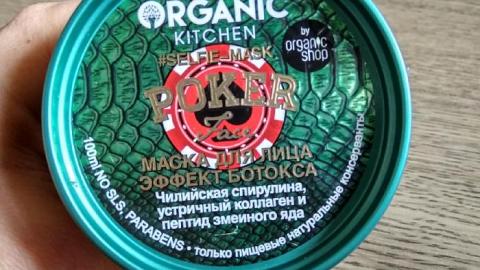 ORGANIC
KITCHEN
by
organic
shop
#SELFIE_MASK
POKER
Face
МАСКА ДЛЯ ЛИЦА
ЭФФЕКТ БОТОКСА
Чилийская спирулина,
устричный коллаген и
пептид змеиного яда
100ml NO SLS, PARABENS • только пищевые натуральные консерванты